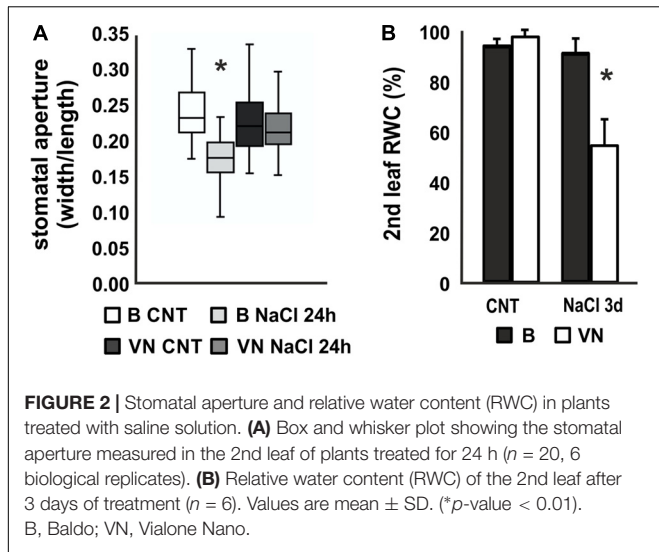 A
B
0.35
0.30
0.25
0.20
0.15
0.10
0.05
0.00
stomatal aperture
(width/length)
*
B CNT B NaCl 24h
VN CNT VN NaCl 24h
100
80
60
40
20
0
2nd leaf RWC (%)
*
CNT NaCl 3d
B VN
FIGURE 2 | Stomatal aperture and relative water content (RWC) in plants
treated with saline solution. (A) Box and whisker plot showing the stomatal
aperture measured in the 2nd leaf of plants treated for 24 h (n = 20, 6
biological replicates). (B) Relative water content (RWC) of the 2nd leaf after
3 days of treatment (n = 6). Values are mean ± SD. (*p-value < 0.01).
B, Baldo; VN, Vialone Nano.